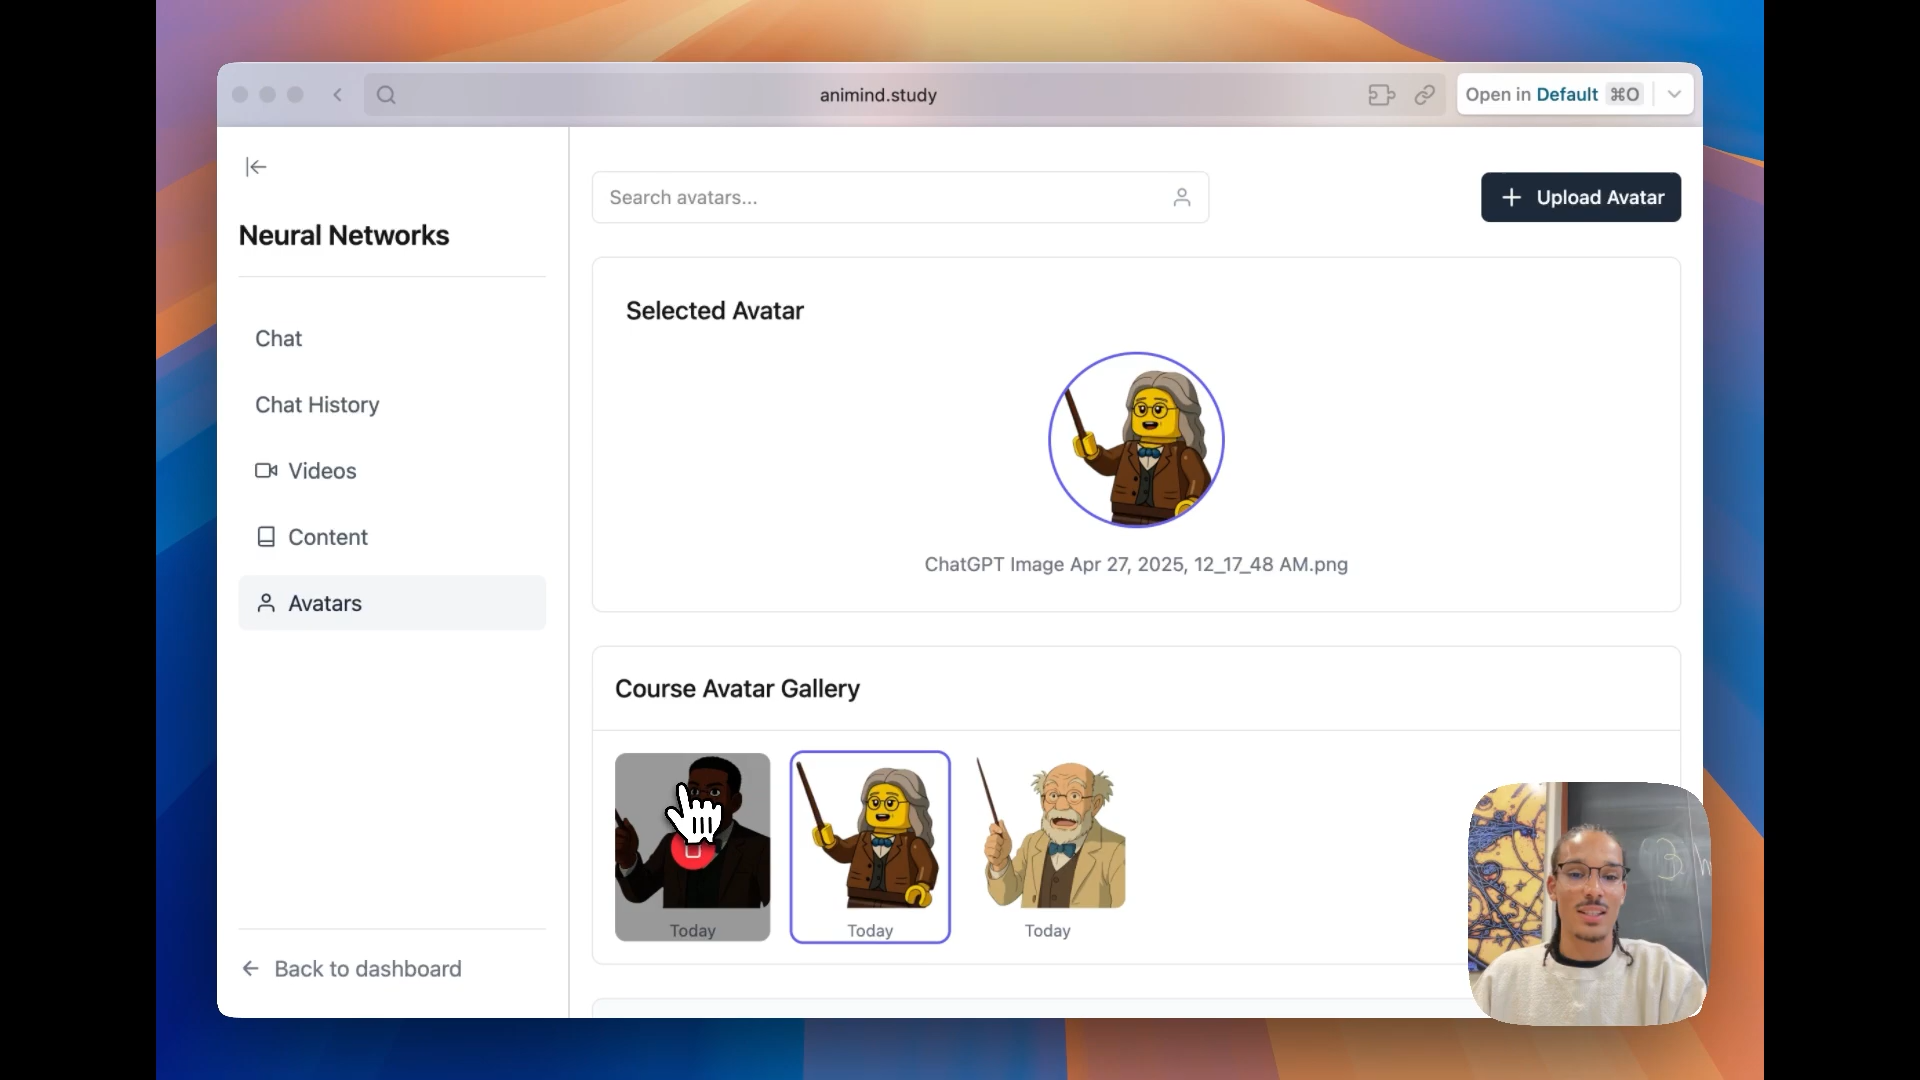 animind.study
Open in Default ⌘O
Neural Networks
Search avatars...
Upload Avatar
Chat
Chat History
Videos
Content
Avatars
Back to dashboard
Selected Avatar
ChatGPT Image Apr 27, 2025, 12_17_48 AM.png
Course Avatar Gallery
Today
Today
Today
3